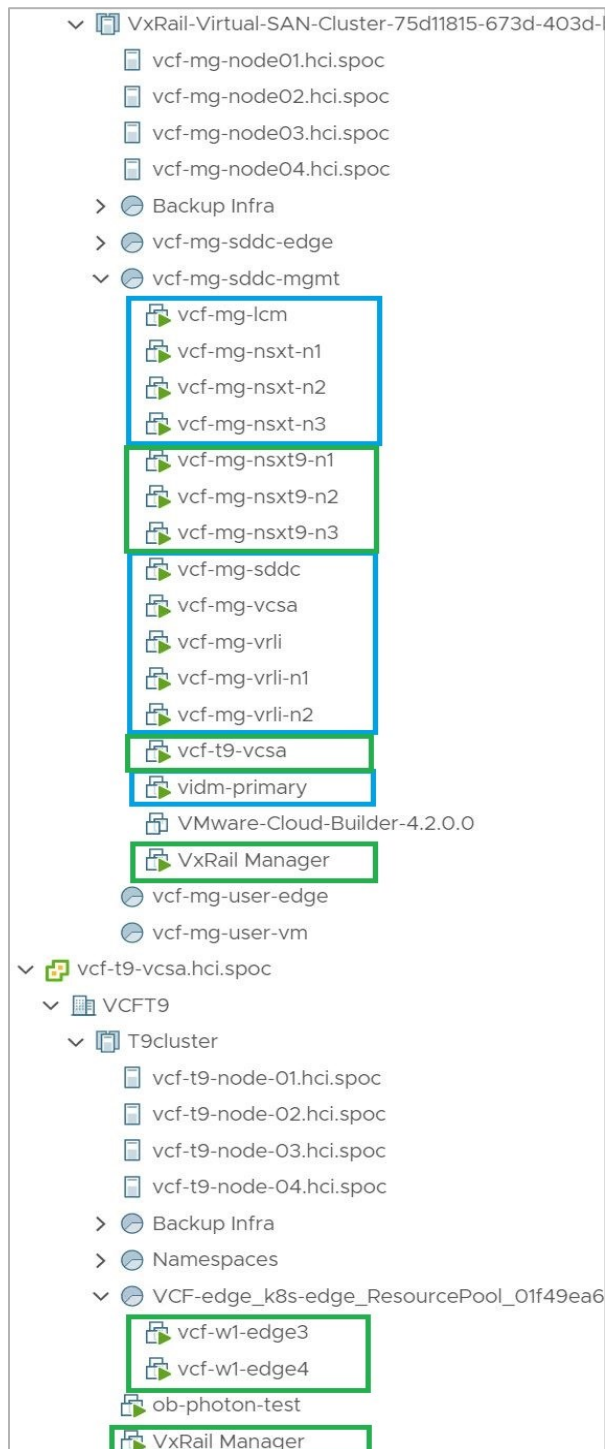 VxRail-Virtual-SAN-Cluster-75d11815-673d-403d-
vcf-mg-node01.hci.spoc
vcf-mg-node02.hci.spoc
vcf-mg-node03.hci.spoc
vcf-mg-node04.hci.spoc
Backup Infra
vcf-mg-sddc-edge
vcf-mg-sddc-mgmt
vcf-mg-lcm
vcf-mg-nsxt-n1
vcf-mg-nsxt-n2
vcf-mg-nsxt-n3
vcf-mg-nsxt9-n1
vcf-mg-nsxt9-n2
vcf-mg-nsxt9-n3
vcf-mg-sddc
vcf-mg-vcsa
vcf-mg-vrli
vcf-mg-vrli-n1
vcf-mg-vrli-n2
vcf-t9-vcsa
vidm-primary
VMware-Cloud-Builder-4.2.0.0
VxRail Manager
vcf-mg-user-edge
vcf-mg-user-vm
vcf-t9-vcsa.hci.spoc
VCFT9
T9cluster
vcf-t9-node-01.hci.spoc
vcf-t9-node-02.hci.spoc
vcf-t9-node-03.hci.spoc
vcf-t9-node-04.hci.spoc
Backup Infra
Namespaces
VCF-edge_k8s-edge_ResourcePool_01f49ea6
vcf-w1-edge3
vcf-w1-edge4
ob-photon-test
VxRail Manager